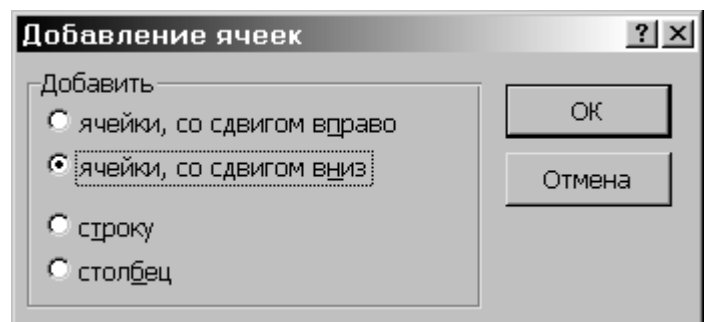 Добавление ячеек ? ×
Добавить
ячейки, со сдвигом вправо
ячейки, со сдвигом вниз
строку
столбец
ОК
Отмена